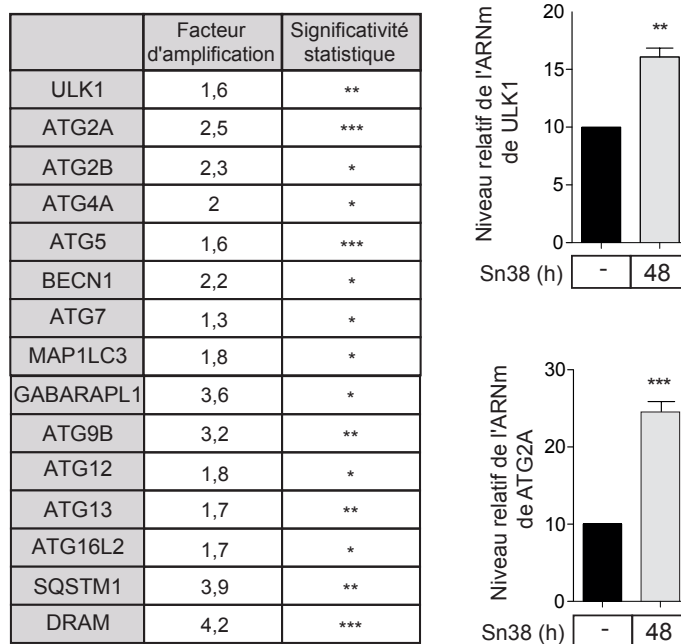 Facteur d'amplification Significativité statistique
ULK1 1,6 **
ATG2A 2,5 ***
ATG2B 2,3 *
ATG4A 2 *
ATG5 1,6 ***
BECN1 2,2 *
ATG7 1,3 *
MAP1LC3 1,8 *
GABARAPL1 3,6 *
ATG9B 3,2 **
ATG12 1,8 *
ATG13 1,7 **
ATG16L2 1,7 *
SQSTM1 3,9 **
DRAM 4,2 ***
Niveau relatif de l'ARNm
de ULK1
20
15
10
5
0
**
Sn38 (h) - 48
Niveau relatif de l'ARNm
de ATG2A
30
20
10
0
***
Sn38 (h) - 48